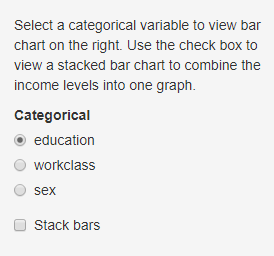 Select a categorical variable to view bar
chart on the right. Use the check box to
view a stacked bar chart to combine the
income levels into one graph.
Categorical
education
workclass
sex
Stack bars